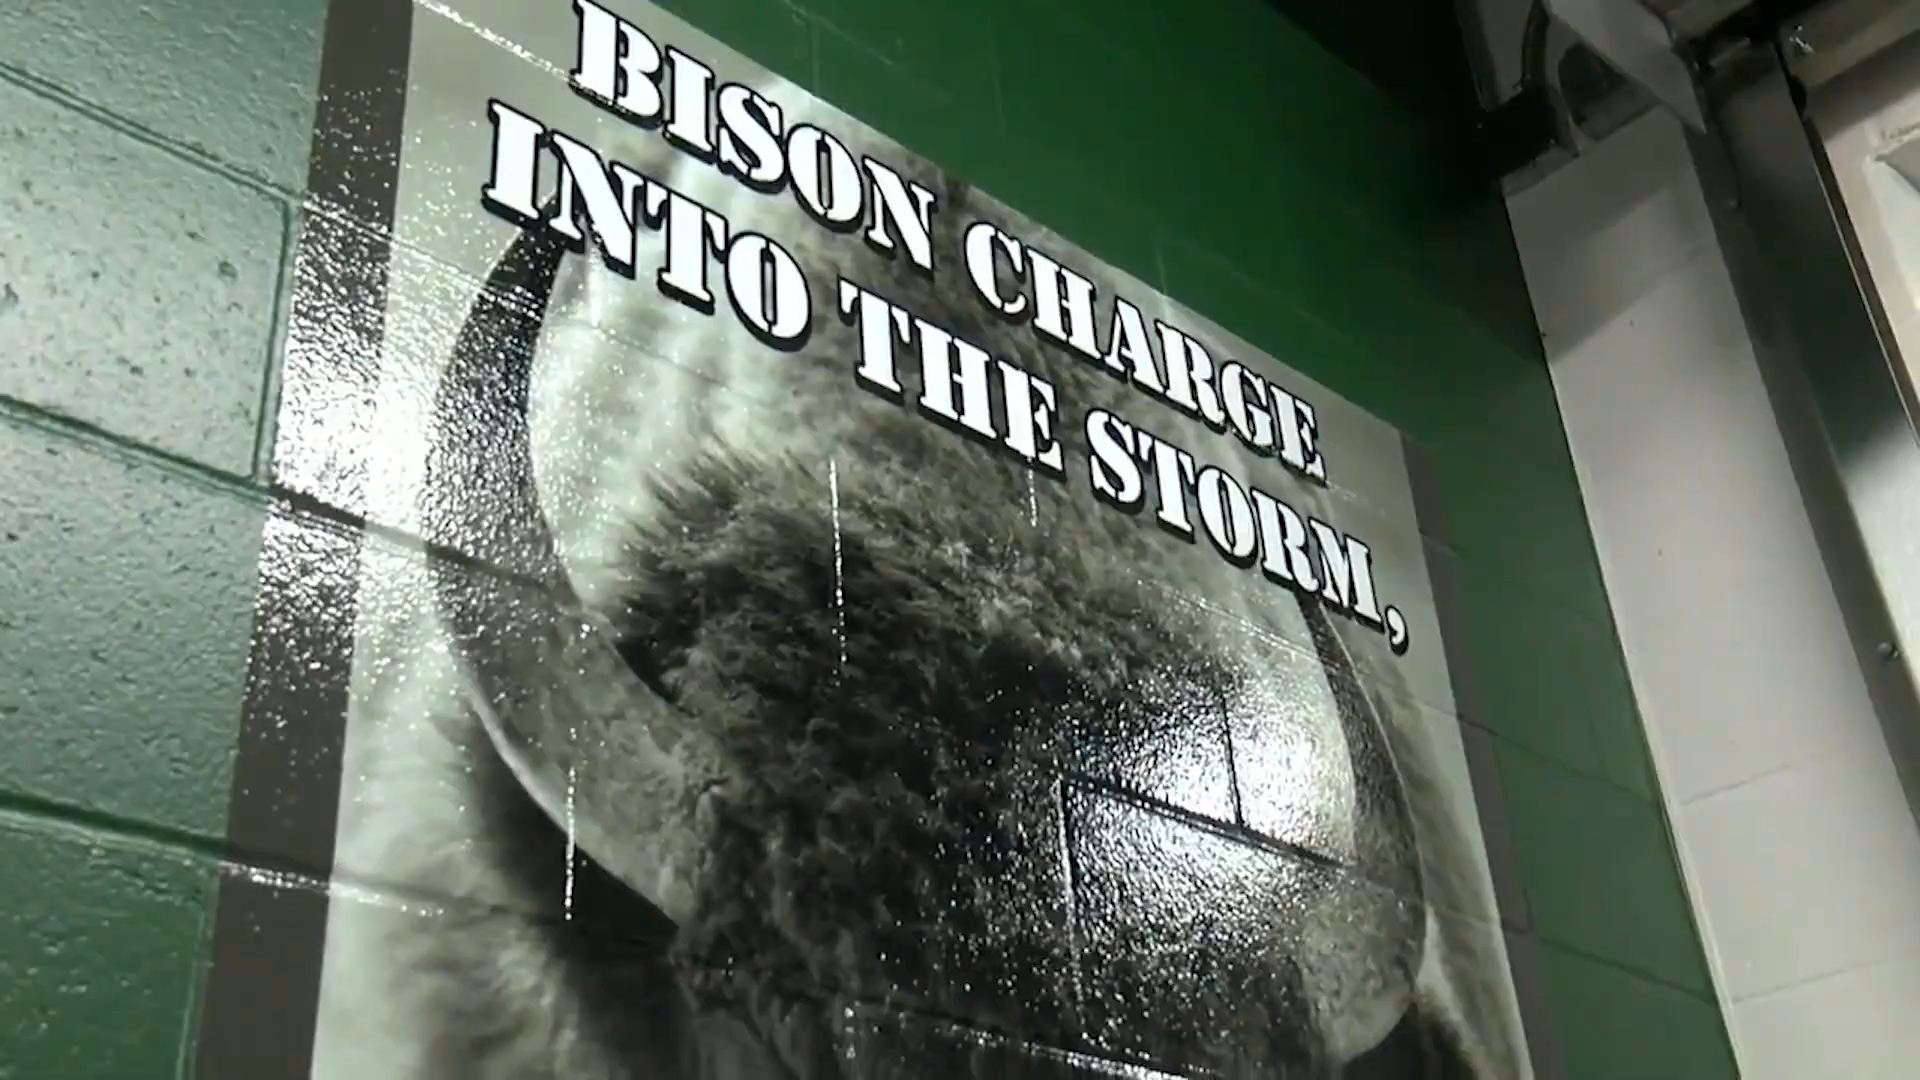 BISON CHARGE
INTO THE STORM,